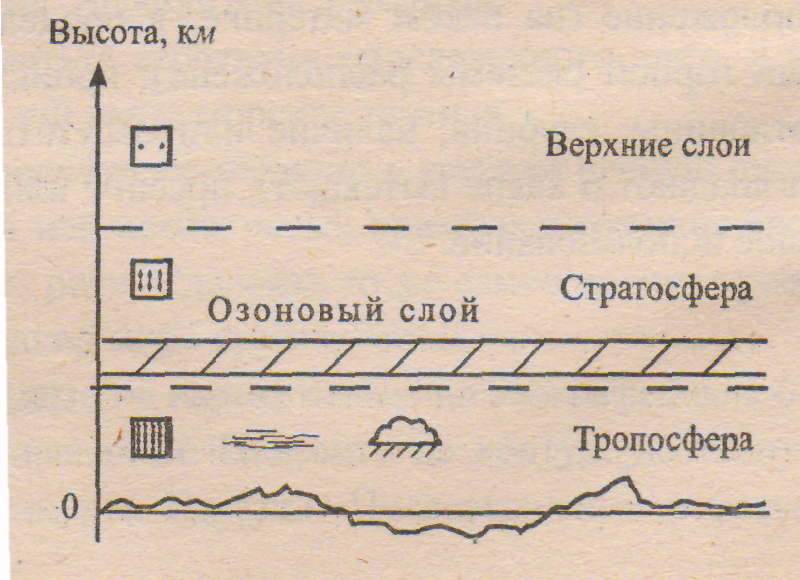 Высота, км
Верхние слои
Стратосфера
Озоновый слой
Тропосфера
0